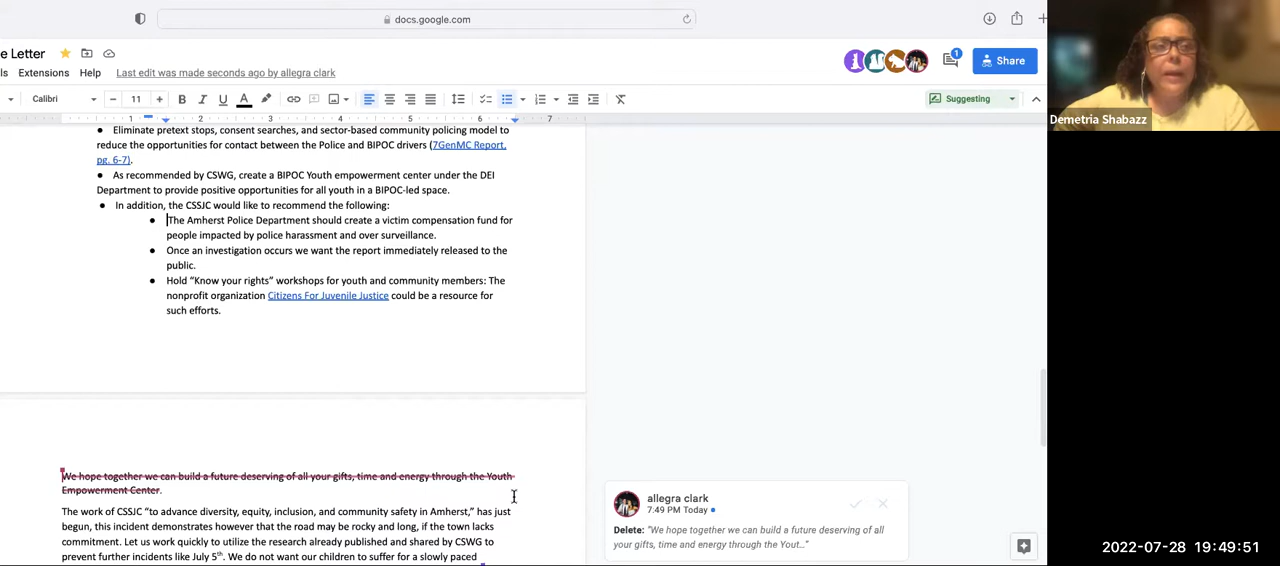 docs.google.com
e Letter
ls Extensions Help Last edit was made seconds ago by allegra clark
1
Share
Calibri 11 Suggesting
Demetria Shabazz
1 2 3 4 5 6 7
• Eliminate pretext stops, consent searches, and sector-based community policing model to
reduce the opportunities for contact between the Police and BIPOC drivers (7GenMC Report,
pg. 6-7).
• As recommended by CSWG, create a BIPOC Youth empowerment center under the DEI
Department to provide positive opportunities for all youth in a BIPOC-led space.
• In addition, the CSSJC would like to recommend the following:
• The Amherst Police Department should create a victim compensation fund for
people impacted by police harassment and over surveillance.
• Once an investigation occurs we want the report immediately released to the
public.
• Hold “Know your rights” workshops for youth and community members: The
nonprofit organization Citizens For Juvenile Justice could be a resource for
such efforts.
We hope together we can build a future deserving of all your gifts, time and energy through the Youth
Empowerment Center.
The work of CSSJC “to advance diversity, equity, inclusion, and community safety in Amherst,” has just
begun, this incident demonstrates however that the road may be rocky and long, if the town lacks
commitment. Let us work quickly to utilize the research already published and shared by CSWG to
prevent further incidents like July 5th. We do not want our children to suffer for a slowly paced
allegra clark
7:49 PM Today
Delete: “We hope together we can build a future deserving of all
your gifts, time and energy through the Yout...”
2022-07-28 19:49:51